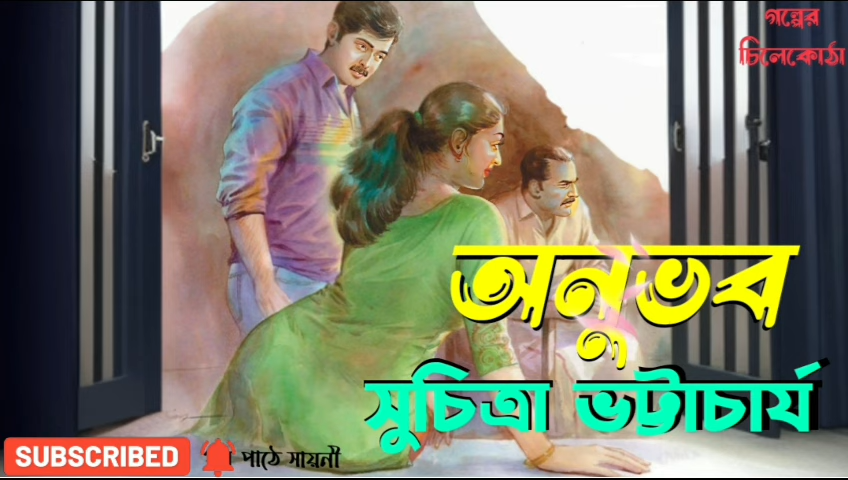 গল্পের
চিলেকোঠা
অনুভব
সুচিত্রা ভট্টাচার্য
SUBSCRIBED
পাঠে সায়নী